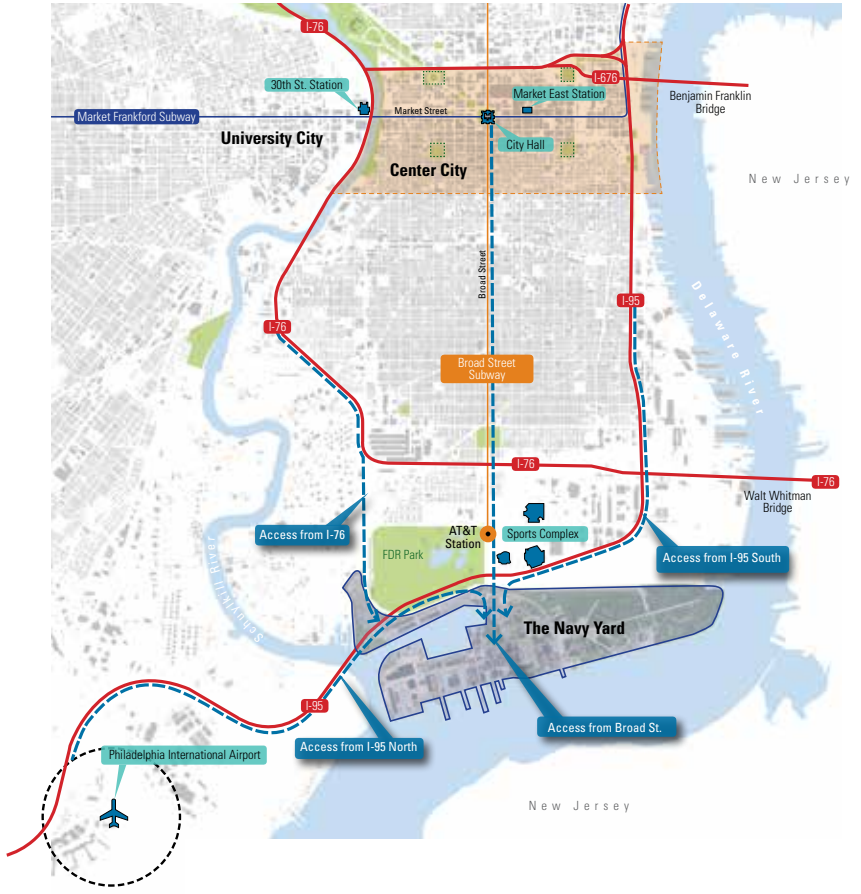 I-76
I-676
30th St. Station
Market East Station
Benjamin Franklin
Bridge
Market Frankford Subway
Market Street
University City
City Hall
Center City
New Jersey
Broad Street
I-95
Delaware River
I-76
Broad Street
Subway
I-76
I-76
Walt Whitman
Bridge
Access from I-76
AT&T
Station
Sports Complex
FDR Park
Access from I-95 South
Schuylkill River
The Navy Yard
I-95
Access from Broad St.
Access from I-95 North
Philadelphia International Airport
New Jersey